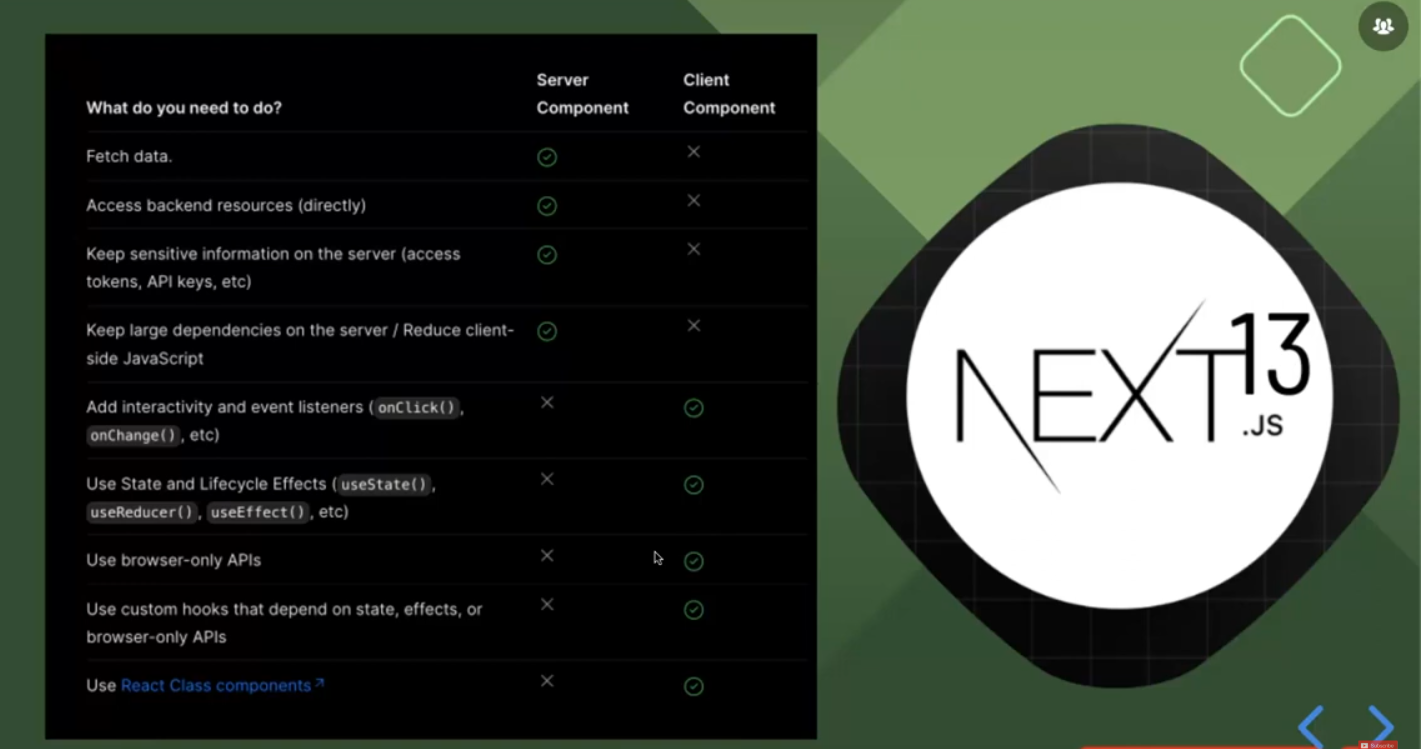 What do you need to do?
Server
Component
Client
Component
Fetch data.
Access backend resources (directly)
Keep sensitive information on the server (access
tokens, API keys, etc)
Keep large dependencies on the server / Reduce client-
side JavaScript
Add interactivity and event listeners ( onClick() ,
onChange() , etc)
Use State and Lifecycle Effects ( useState() ,
useReducer() , useEffect() , etc)
Use browser-only APIs
Use custom hooks that depend on state, effects, or
browser-only APIs
Use React Class components
NEXT 13
.JS
Subscribe